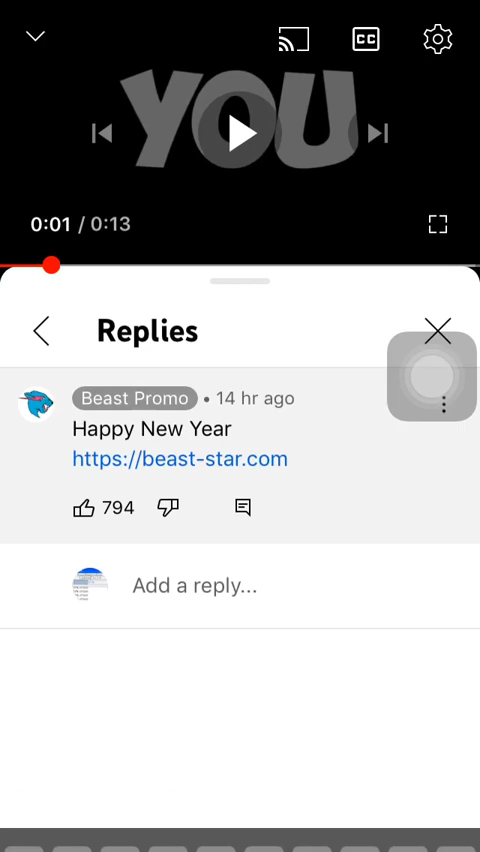 CC
YOU
0:01 / 0:13
Replies
Beast Promo • 14 hr ago
Happy New Year
https://beast-star.com
794
Add a reply...